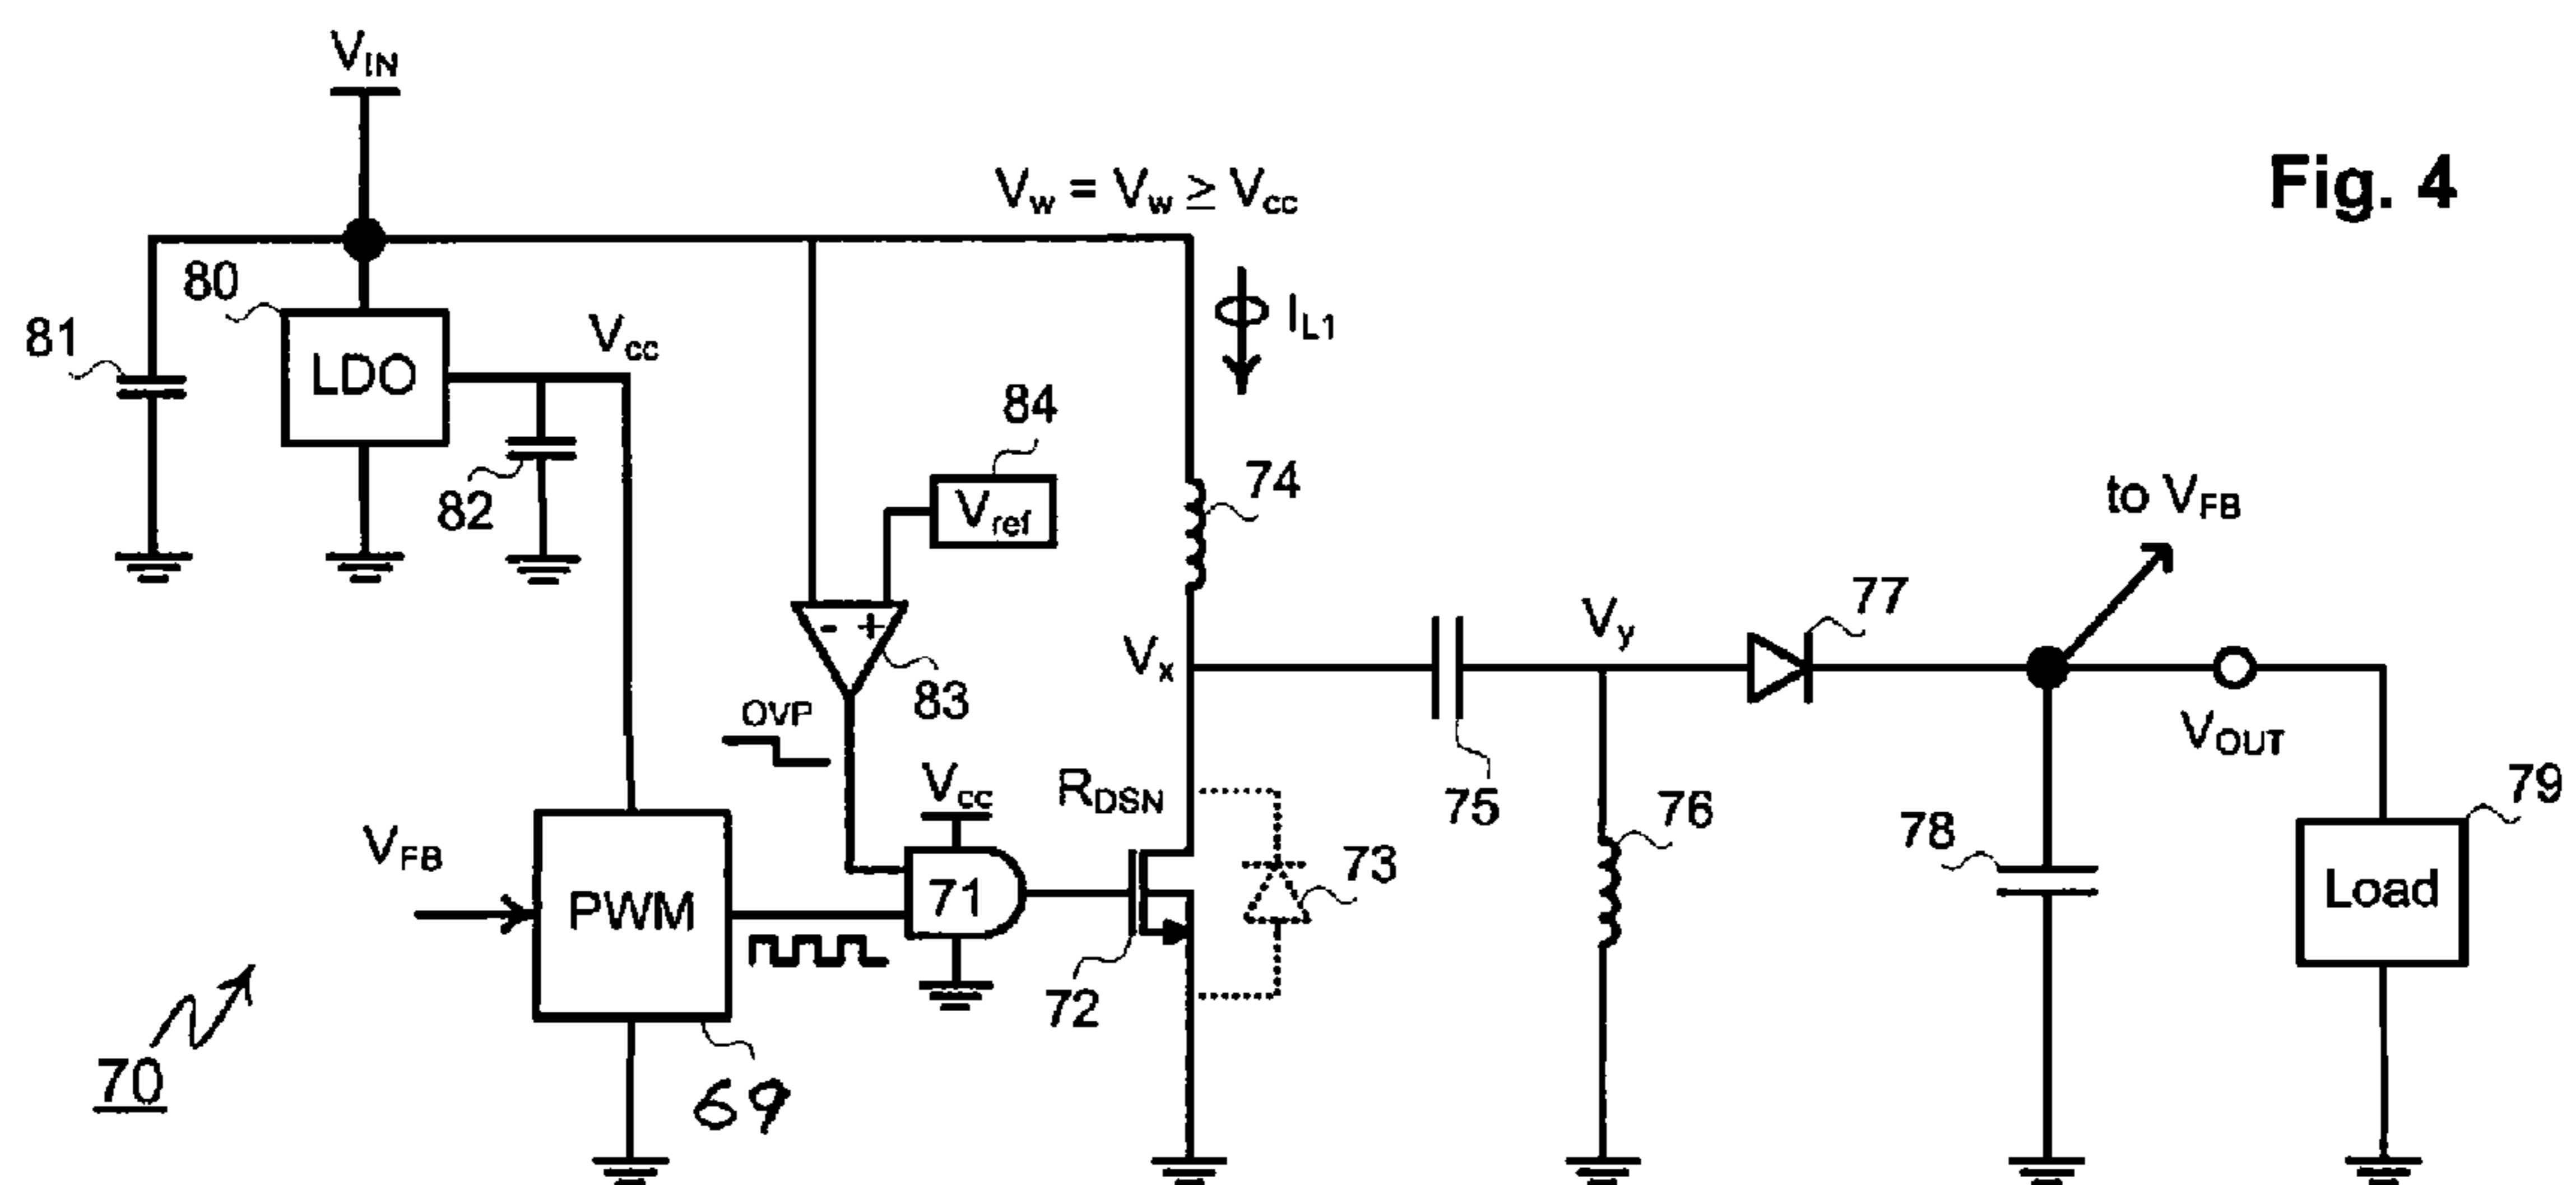 V_IN
Fig. 4
V_w = V_w ≥ V_cc
80
81
LDO
V_cc
I_L1
84
V_ref
82
74
to V_FB
- +
83
V_x
V_y
77
OVP
V_OUT
V_cc
R_DSN
75
76
78
79
V_FB
PWM
71
73
Load
72
70
69